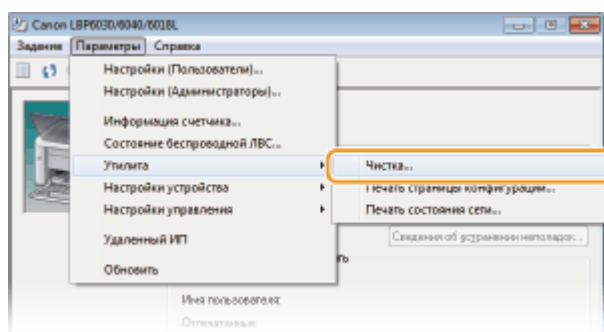 Canon LBP6030/6040/6018L
Задание Параметры Справка
Настройки (Пользователи)...
Настройки (Администраторы)...
Информация счетчика...
Состояние беспроводной ЛВС...
Утилита
Чистка...
Настройки устройства
Печать страницы конфигурации...
Настройки управления
Печать состояния сети...
Удаленный ИП
Сведения об устранении неполадок...
Обновить
Имя пользователя:
Отпечатанные